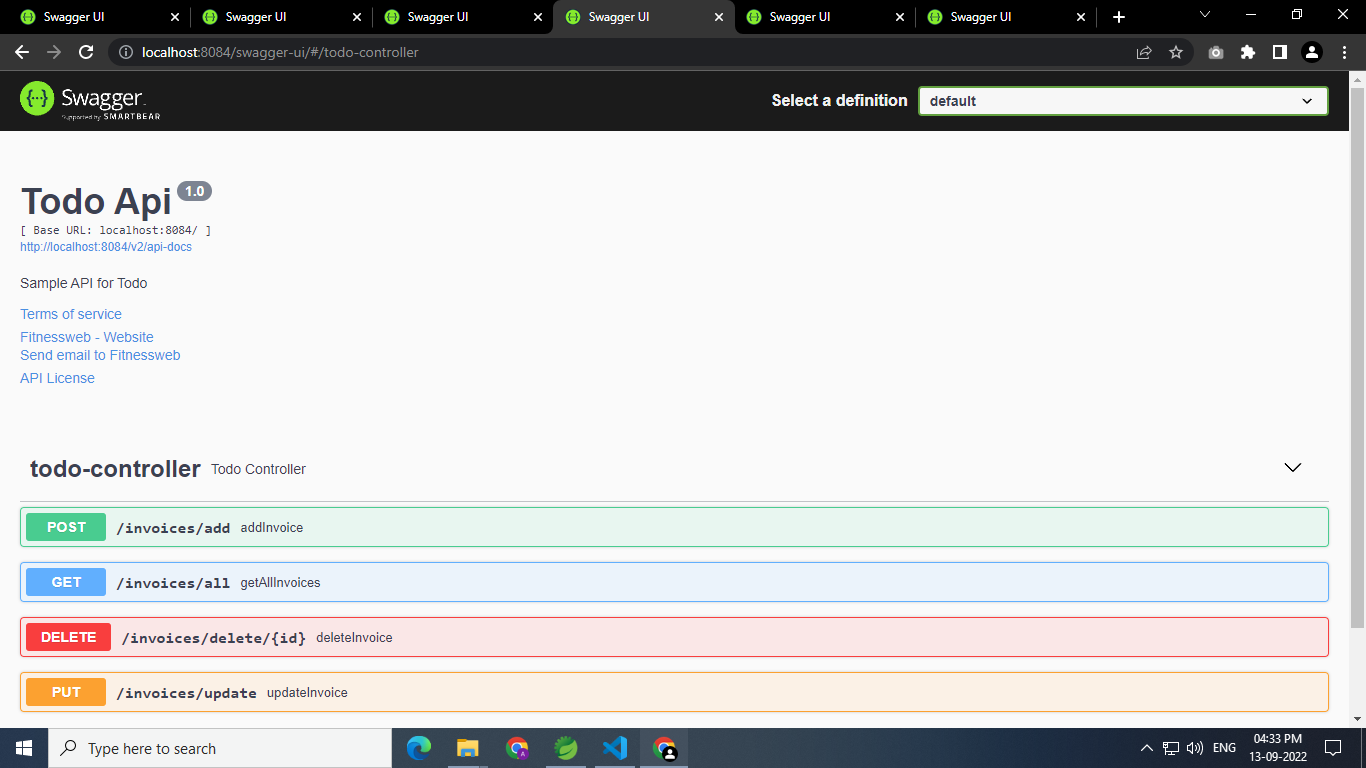 Swagger UI
Swagger UI
Swagger UI
Swagger UI
Swagger UI
Swagger UI
localhost:8084/swagger-ui/#/todo-controller
Swagger
Supported by SMARTBEAR
Select a definition
default
Todo Api 1.0
[ Base URL: localhost:8084/ ]
http://localhost:8084/v2/api-docs
Sample API for Todo
Terms of service
Fitnessweb - Website
Send email to Fitnessweb
API License
todo-controller Todo Controller
POST /invoices/add addInvoice
GET /invoices/all getAllInvoices
DELETE /invoices/delete/{id} deleteInvoice
PUT /invoices/update updateInvoice
Type here to search
A
ENG
04:33 PM
13-09-2022